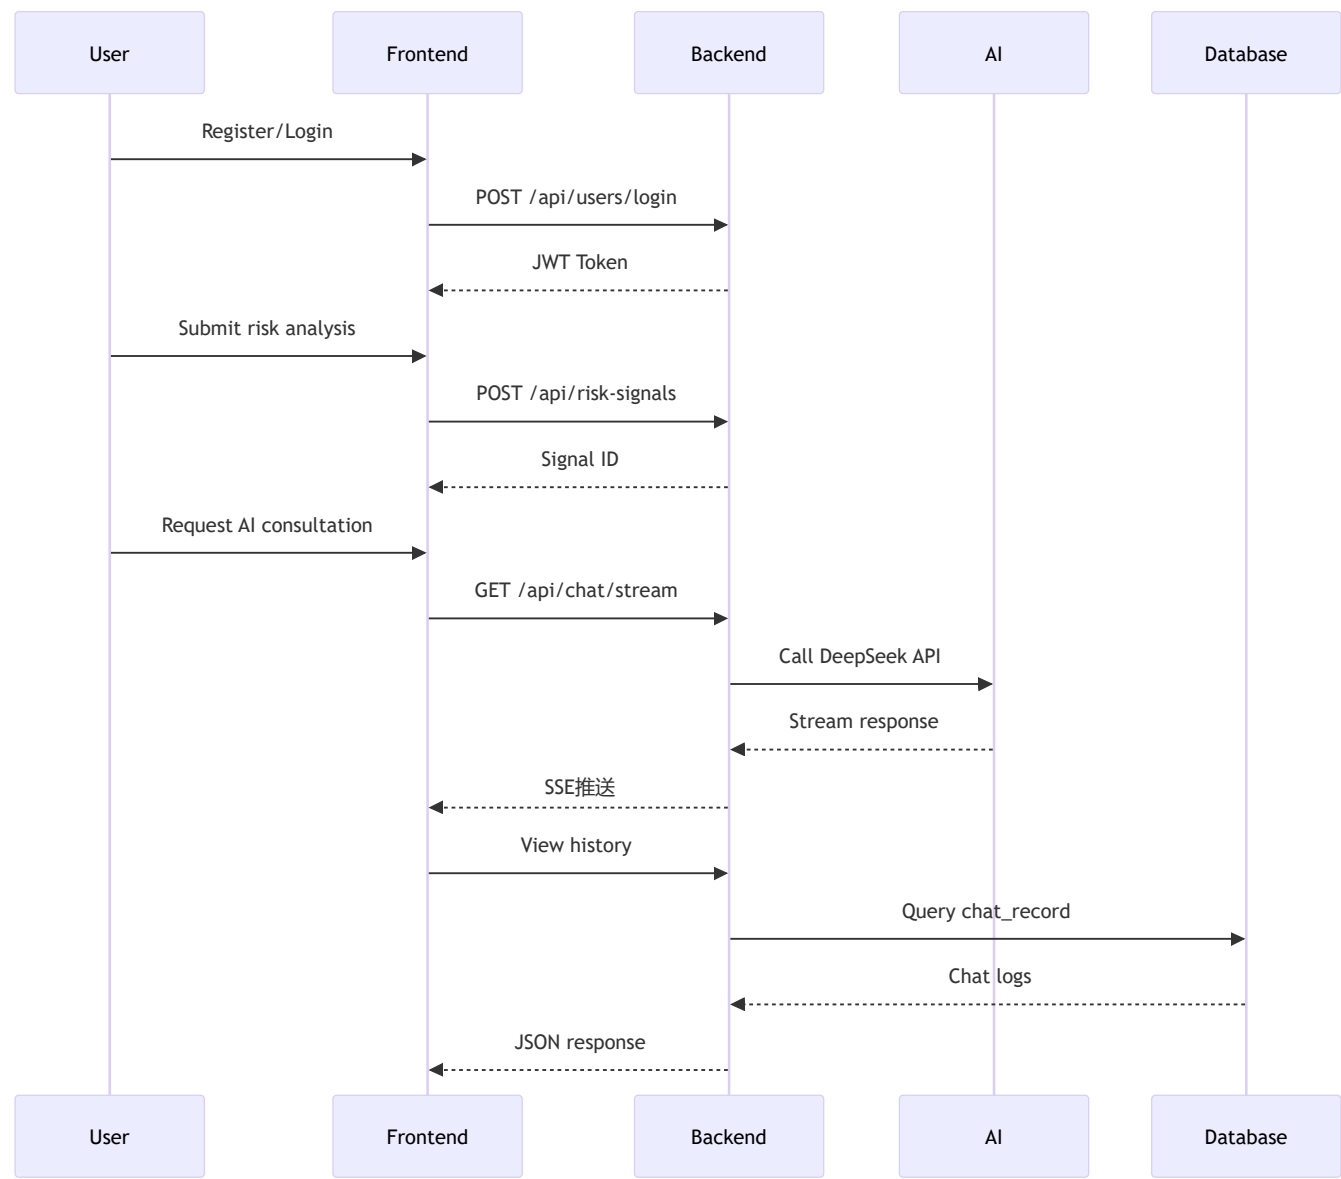 User
Frontend
Backend
AI
Database
Register/Login
POST /api/users/login
JWT Token
Submit risk analysis
POST /api/risk-signals
Signal ID
Request AI consultation
GET /api/chat/stream
Call DeepSeek API
Stream response
SSE推送
View history
Query chat_record
Chat logs
JSON response
User
Frontend
Backend
AI
Database